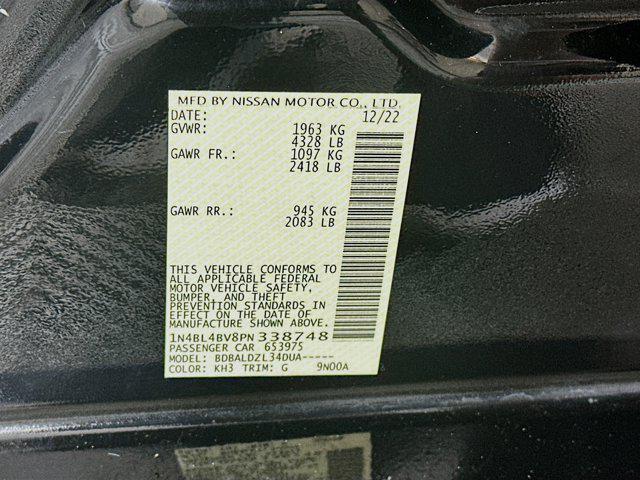 MFD BY NISSAN MOTOR CO., LTD.
DATE: 12/22
GVWR: 1963 KG
4328 LB
GAWR FR.: 1097 KG
2418 LB
GAWR RR.: 945 KG
2083 LB
THIS VEHICLE CONFORMS TO
ALL APPLICABLE FEDERAL
MOTOR VEHICLE SAFETY,
BUMPER, AND THEFT
PREVENTION STANDARDS IN
EFFECT ON THE DATE OF
MANUFACTURE SHOWN ABOVE.
1N4BL4BV8PN338748
PASSENGER CAR 653975
MODEL: BDBALDZL34DUA-----
COLOR: KH3 TRIM: G 9N00A